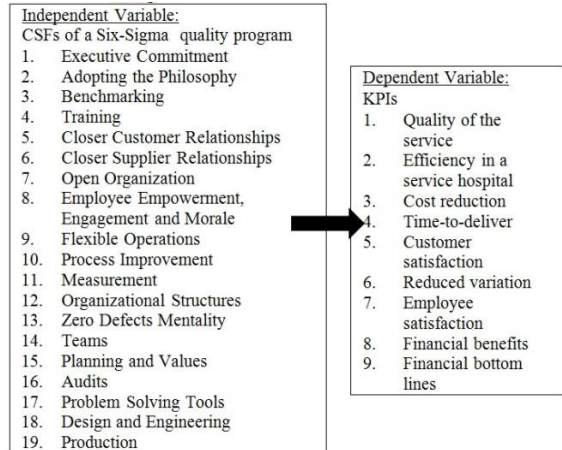 Independent Variable:
CSFs of a Six-Sigma quality program
1. Executive Commitment
2. Adopting the Philosophy
3. Benchmarking
4. Training
5. Closer Customer Relationships
6. Closer Supplier Relationships
7. Open Organization
8. Employee Empowerment,
Engagement and Morale
9. Flexible Operations
10. Process Improvement
11. Measurement
12. Organizational Structures
13. Zero Defects Mentality
14. Teams
15. Planning and Values
16. Audits
17. Problem Solving Tools
18. Design and Engineering
19. Production
Dependent Variable:
KPIs
1. Quality of the
service
2. Efficiency in a
service hospital
3. Cost reduction
4. Time-to-deliver
5. Customer
satisfaction
6. Reduced variation
7. Employee
satisfaction
8. Financial benefits
9. Financial bottom
lines